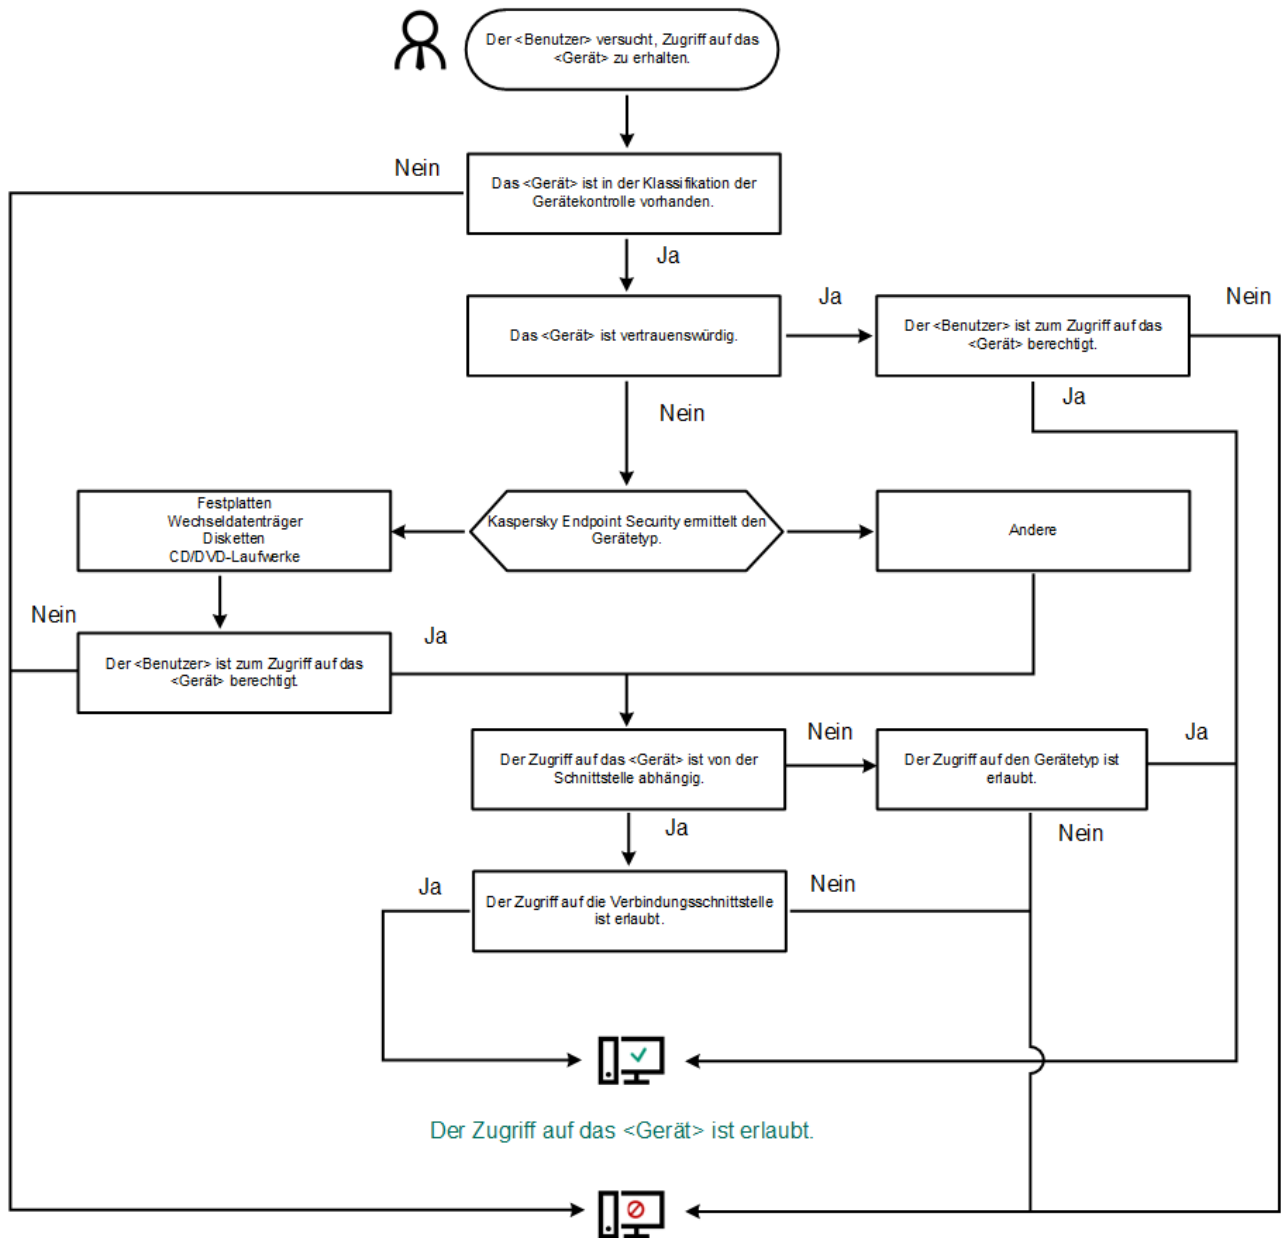 Der <Benutzer> versucht, Zugriff auf das
<Gerät> zu erhalten.
Nein
Das <Gerät> ist in der Klassifikation der
Gerätekontrolle vorhanden.
Ja
Ja
Nein
Das <Gerät> ist vertrauenswürdig.
Der <Benutzer> ist zum Zugriff auf das
<Gerät> berechtigt.
Ja
Nein
Festplatten
Wechseldatenträger
Disketten
CD/DVD-Laufwerke
Kaspersky Endpoint Security ermittelt den
Gerätetyp.
Andere
Nein
Ja
Der <Benutzer> ist zum Zugriff auf das
<Gerät> berechtigt.
Der Zugriff auf das <Gerät> ist von der
Schnittstelle abhängig.
Nein
Der Zugriff auf den Gerätetyp ist
erlaubt.
Ja
Ja
Nein
Ja
Der Zugriff auf die Verbindungsschnittstelle
ist erlaubt.
Nein
Der Zugriff auf das <Gerät> ist erlaubt.